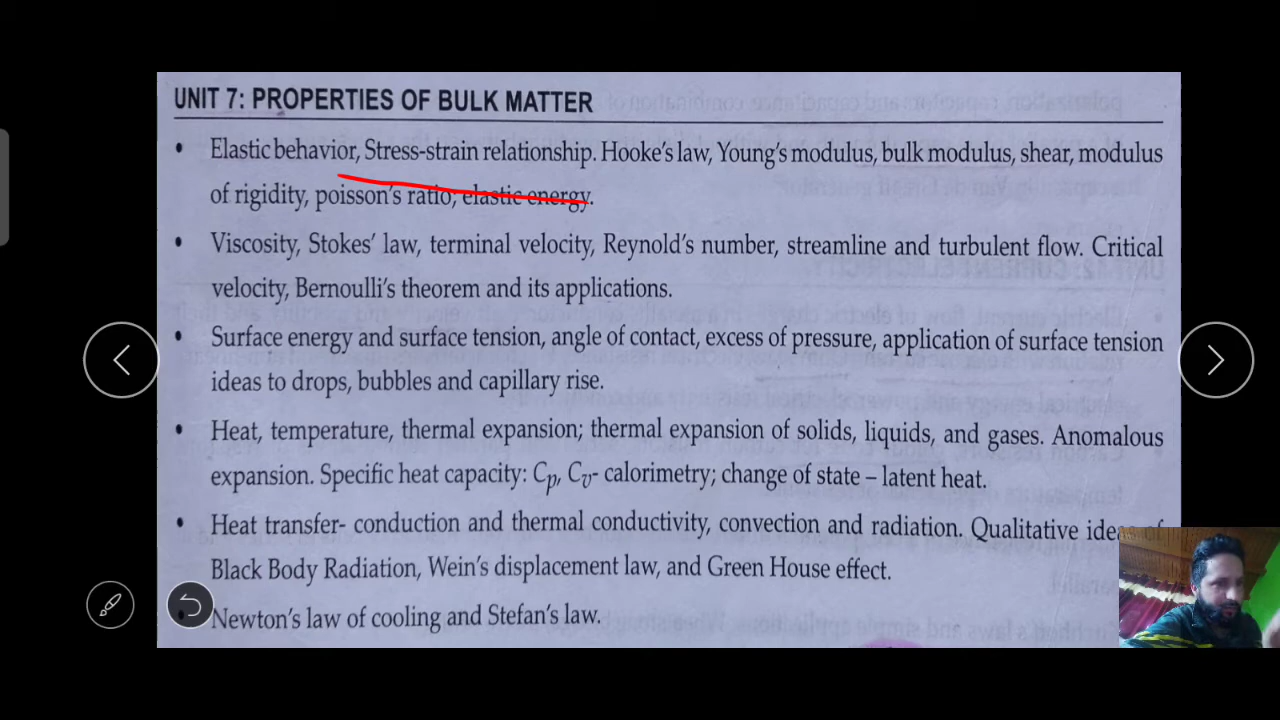 UNIT 7: PROPERTIES OF BULK MATTER
• Elastic behavior, Stress-strain relationship. Hooke's law, Young's modulus, bulk modulus, shear, modulus
of rigidity, poisson's ratio; elastic energy.
• Viscosity, Stokes' law, terminal velocity, Reynold's number, streamline and turbulent flow. Critical
velocity, Bernoulli's theorem and its applications.
• Surface energy and surface tension, angle of contact, excess of pressure, application of surface tension
ideas to drops, bubbles and capillary rise.
• Heat, temperature, thermal expansion; thermal expansion of solids, liquids, and gases. Anomalous
expansion. Specific heat capacity: Cp, Cv- calorimetry; change of state – latent heat.
• Heat transfer- conduction and thermal conductivity, convection and radiation. Qualitative ideas of
Black Body Radiation, Wein's displacement law, and Green House effect.
Newton's law of cooling and Stefan's law.